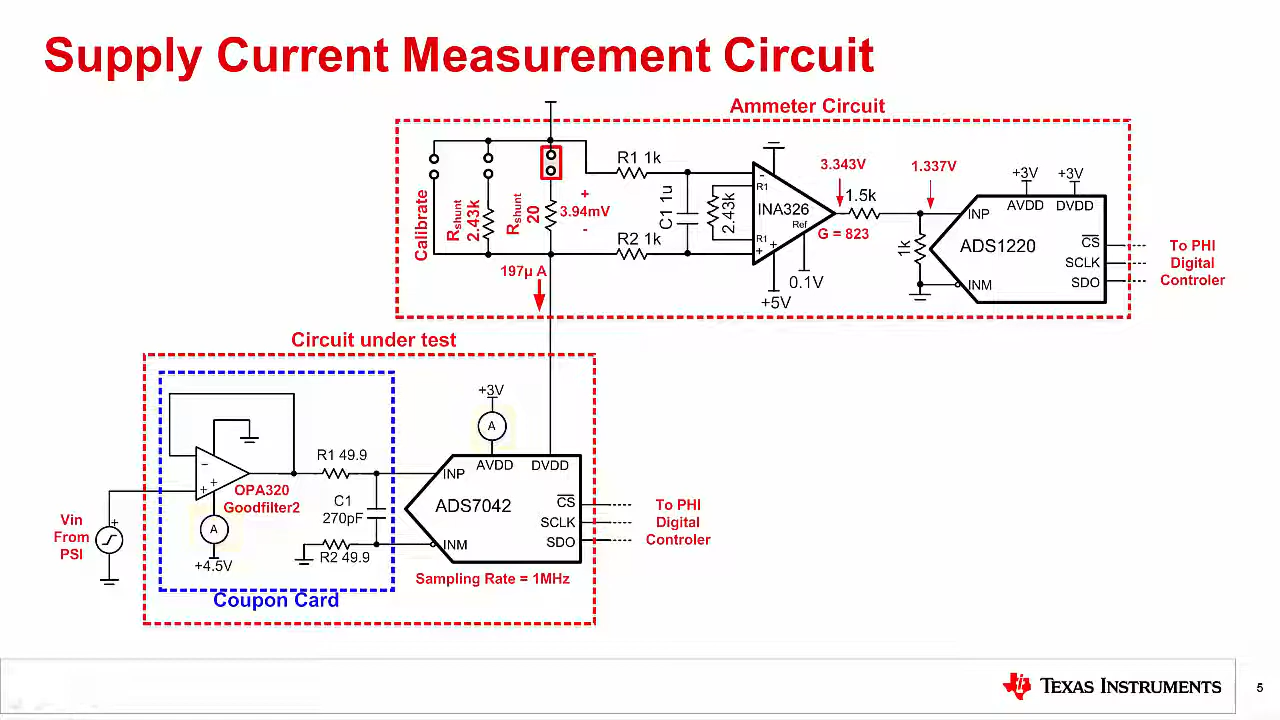 Supply Current Measurement Circuit
Ammeter Circuit
Calibrate
Rshunt
2.43k
Rshunt
20
+
3.94mV
-
197µ A
R1 1k
C1 1u
R2 1k
2.43k
-
R1
INA326
Ref
R1
+
+
G = 823
0.1V
+5V
3.343V
1.5k
1.337V
1k
+3V
+3V
AVDD
DVDD
INP
ADS1220
INM
CS
SCLK
SDO
To PHI
Digital
Controler
Circuit under test
Vin
From
PSI
+
-
+
+
OPA320
Goodfilter2
A
+4.5V
R1 49.9
C1
270pF
R2 49.9
Coupon Card
+3V
A
AVDD
DVDD
INP
ADS7042
INM
CS
SCLK
SDO
Sampling Rate = 1MHz
To PHI
Digital
Controler
TEXAS INSTRUMENTS
5